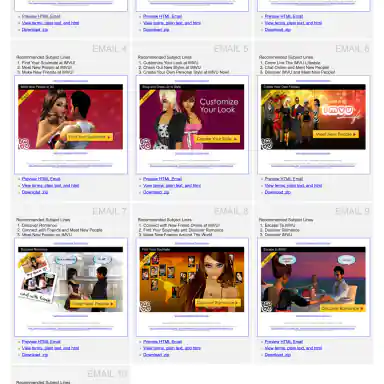 Preview HTML Email
View terms, plain text, and html
Download .zip
Preview HTML Email
View terms, plain text, and html
Download .zip
Preview HTML Email
View terms, plain text, and html
Download .zip
EMAIL 4
Recommended Subject Lines
1. Find Your Soulmate at IMVU
2. Meet New People at IMVU
3. Make New Friends at IMVU
Find Your Soulmate
Preview HTML Email
View terms, plain text, and html
Download .zip
EMAIL 5
Recommended Subject Lines
1. Customize Your Look at IMVU
2. Check Out New Styles at IMVU
3. Create Your Own Personal Style at IMVU Now!
Customize
Your Look
Create Your Style
Preview HTML Email
View terms, plain text, and html
Download .zip
EMAIL 6
Recommended Subject Lines
1. Come Live The IMVU Lifestyle
2. Chat Online and Meet New People!
3. Discover IMVU and Meet New People!
Meet New People
Preview HTML Email
View terms, plain text, and html
Download .zip
EMAIL 7
Recommended Subject Lines
1. Discover Romance
2. Connect with Friends and Meet New People
3. Meet New People on IMVU
Discover Romance
Meet New People
Preview HTML Email
View terms, plain text, and html
Download .zip
EMAIL 8
Recommended Subject Lines
1. Connect with New Friends Online at IMVU
2. Find Your Soulmate and Discover Romance
3. Make New Friends Around The World
Find Your Soulmate
Discover Romance
Preview HTML Email
View terms, plain text, and html
Download .zip
EMAIL 9
Recommended Subject Lines
1. Escape To IMVU
2. Discover Romance
3. Discover IMVU
Escape to IMVU
Discover Romance
Preview HTML Email
View terms, plain text, and html
Download .zip
EMAIL 10
Recommended Subject Lines